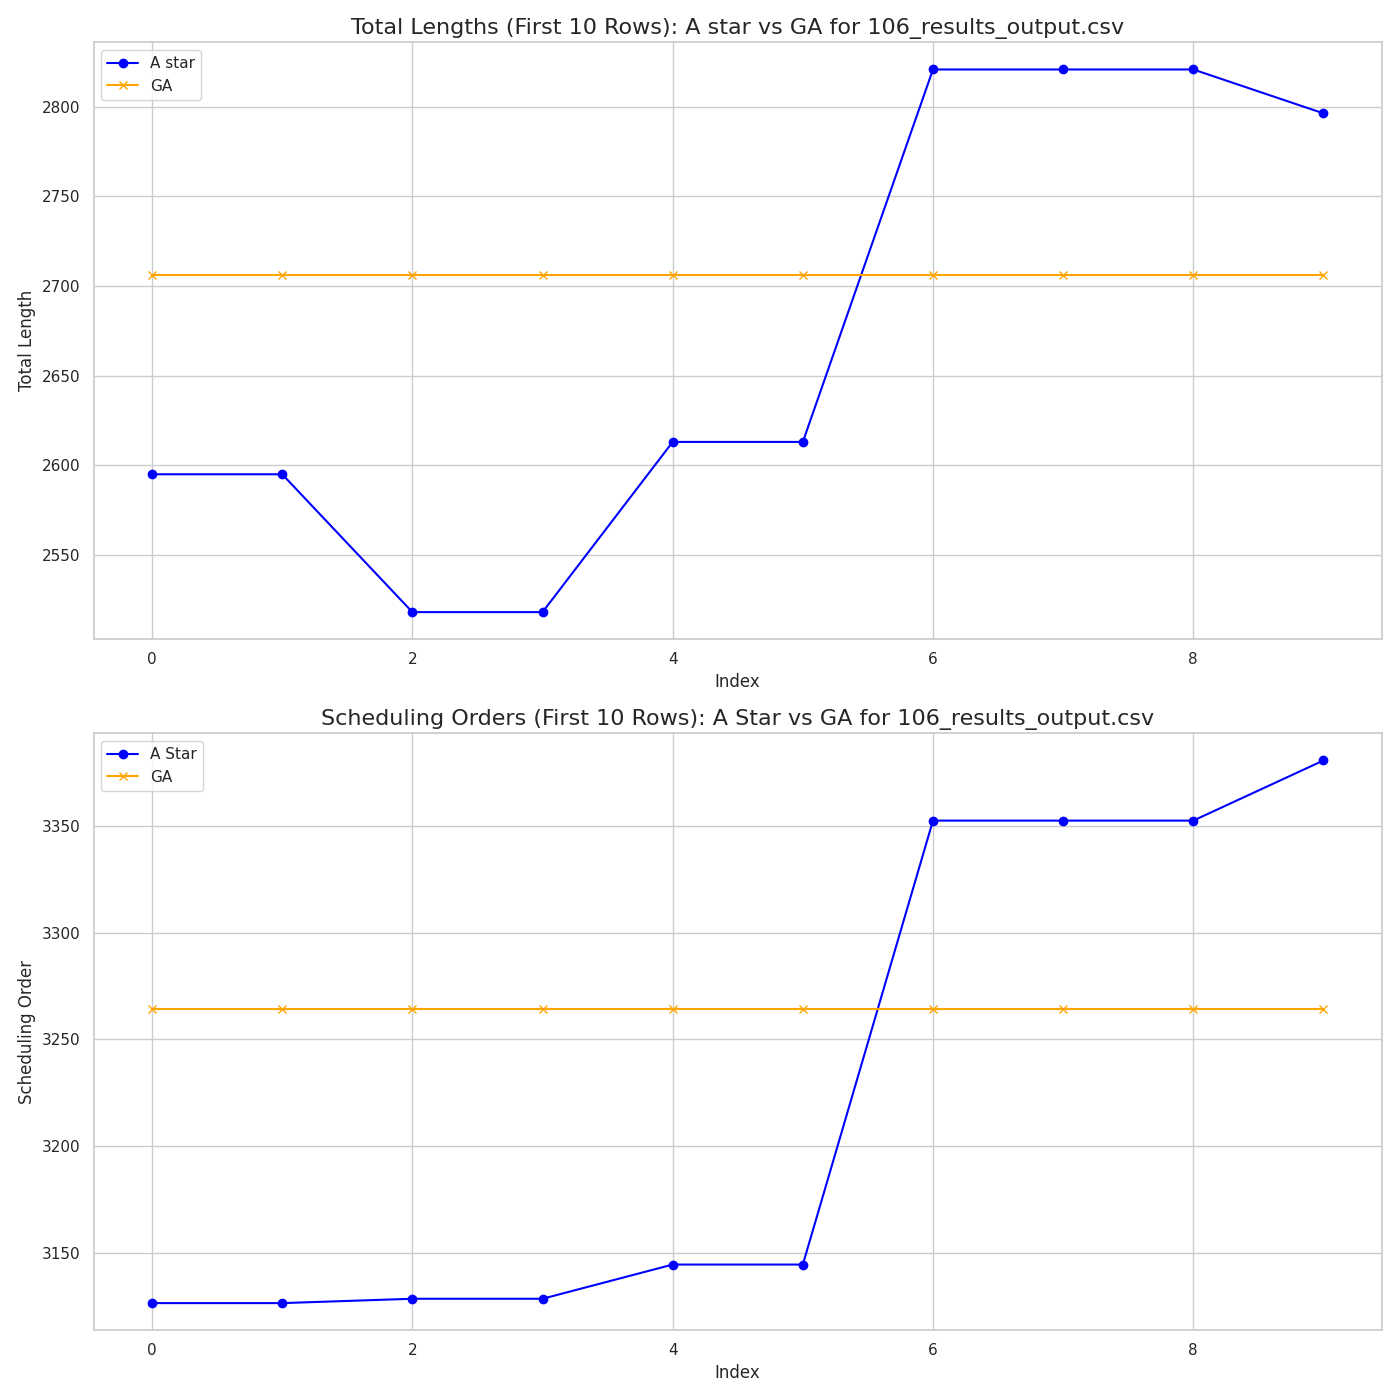 Total Lengths (First 10 Rows): A star vs GA for 106_results_output.csv
A star
GA
2800
2750
2700
2650
2600
2550
Total Length
0 2 4 6 8
Index
Scheduling Orders (First 10 Rows): A Star vs GA for 106_results_output.csv
A Star
GA
3350
3300
3250
3200
3150
Scheduling Order
0 2 4 6 8
Index